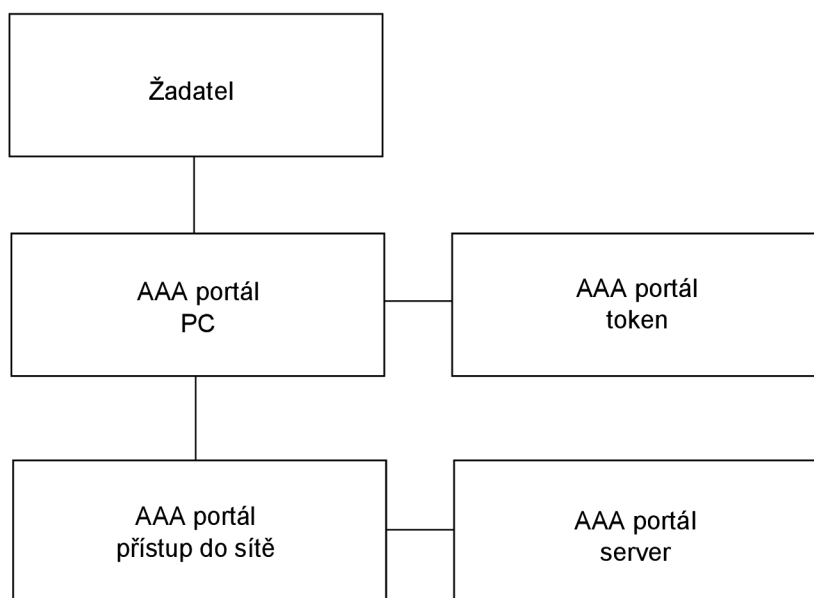 Žadatel
AAA portál
PC
AAA portál
token
AAA portál
přístup do sítě
AAA portál
server